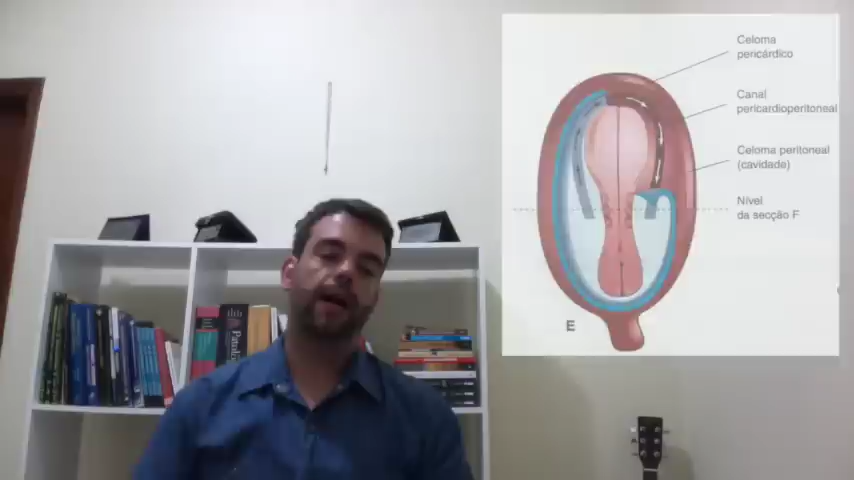 Celoma
pericárdico
Canal
pericardioperitoneal
Celoma peritoneal
(cavidade)
Nível
da secção F
E